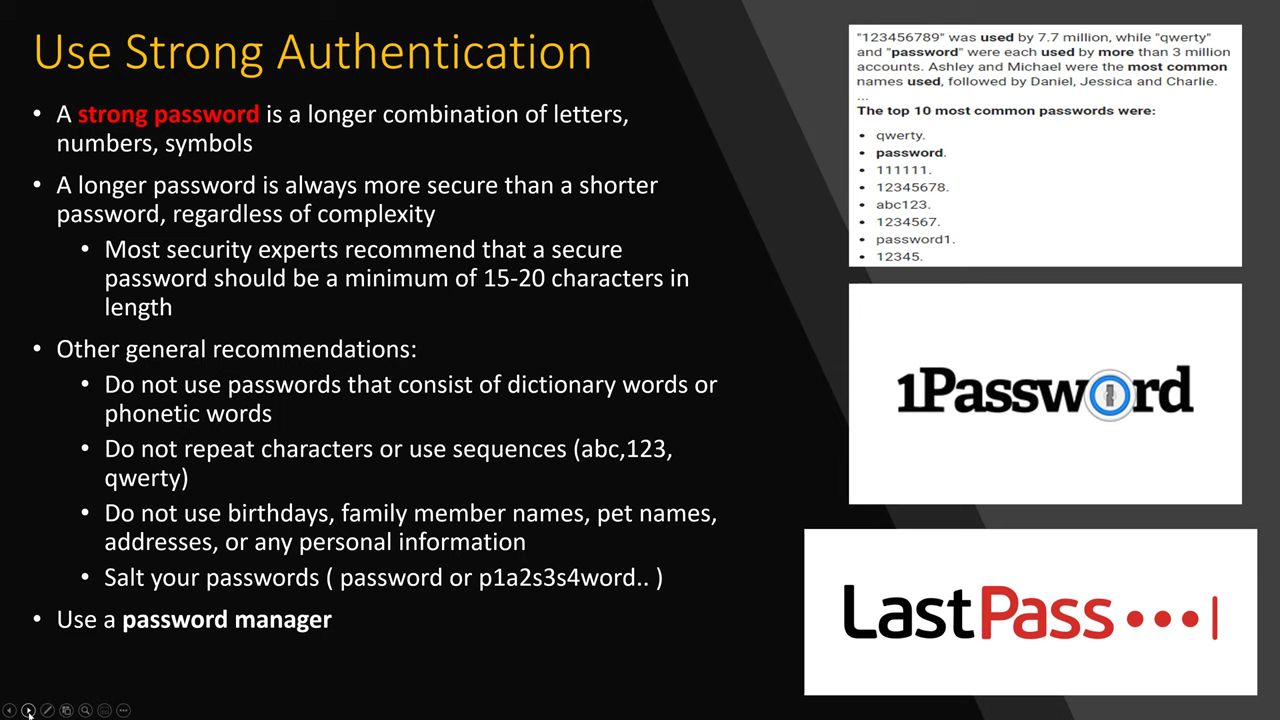 Use Strong Authentication
• A strong password is a longer combination of letters,
numbers, symbols
• A longer password is always more secure than a shorter
password, regardless of complexity
• Most security experts recommend that a secure
password should be a minimum of 15-20 characters in
length
• Other general recommendations:
• Do not use passwords that consist of dictionary words or
phonetic words
• Do not repeat characters or use sequences (abc,123,
qwerty)
• Do not use birthdays, family member names, pet names,
addresses, or any personal information
• Salt your passwords ( password or p1a2s3s4word.. )
• Use a password manager
"123456789" was used by 7.7 million, while "qwerty"
and "password" were each used by more than 3 million
accounts. Ashley and Michael were the most common
names used, followed by Daniel, Jessica and Charlie.
...
The top 10 most common passwords were:
• qwerty.
• password.
• 111111.
• 12345678.
• abc123.
• 1234567.
• password1.
• 12345.
1Password
LastPass •••|